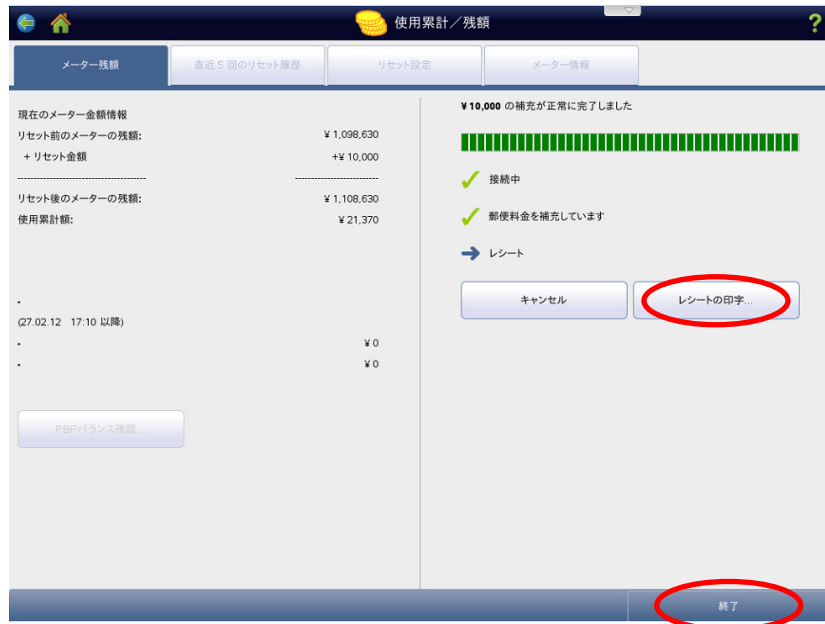 使用累計／残額
?
メーター残額
直近 5 回のリセット履歴
リセット設定
メーター情報
現在のメーター金額情報
リセット前のメーターの残額: ¥ 1,098,630
+ リセット金額 +¥ 10,000
リセット後のメーターの残額: ¥ 1,108,630
使用累計額: ¥ 21,370
-
(27.02.12 17:10 以降)
- ¥ 0
- ¥ 0
PBPバランス確認...
¥ 10,000 の補充が正常に完了しました
接続中
郵便料金を補充しています
レシート
キャンセル
レシートの印字...
終了